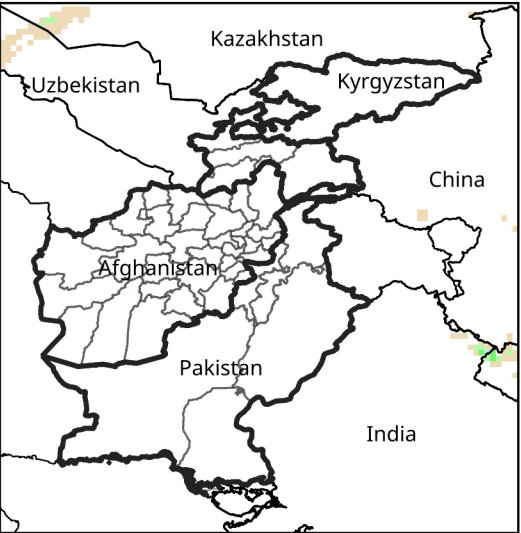 Kazakhstan
Uzbekistan
Kyrgyzstan
China
Afghanistan
Pakistan
India